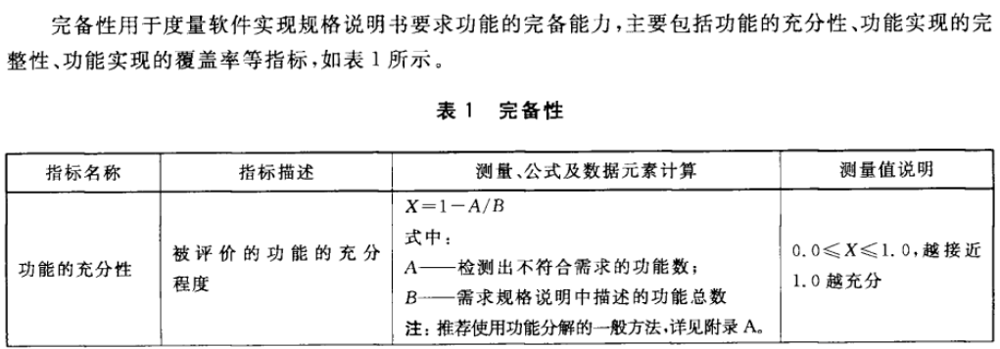 完备性用于度量软件实现规格说明书要求功能的完备能力,主要包括功能的充分性、功能实现的完
整性、功能实现的覆盖率等指标,如表1所示。
表1 完备性
指标名称
指标描述
测量、公式及数据元素计算
测量值说明
功能的充分性
被评价的功能的充分
程度
X=1-A/B
式中:
A——检测出不符合需求的功能数;
B——需求规格说明中描述的功能总数
注:推荐使用功能分解的一般方法,详见附录A。
0.0≤X≤1.0,越接近
1.0越充分